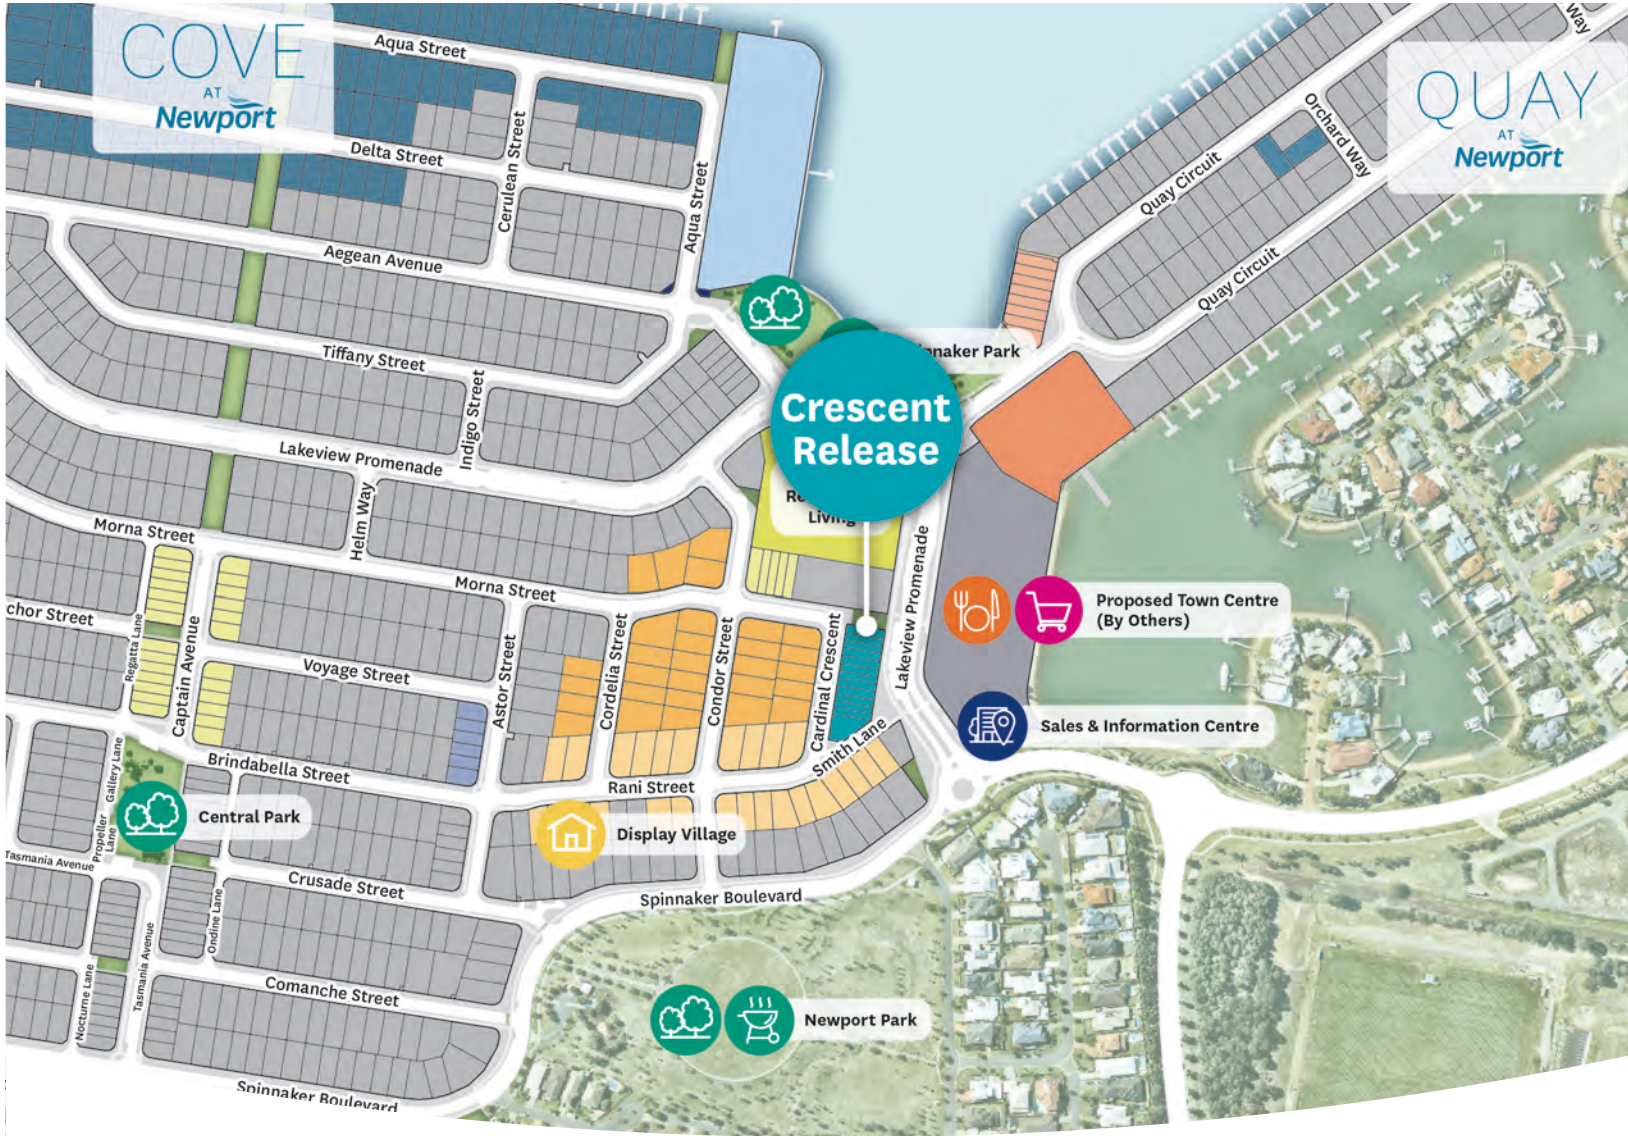 COVE
AT
Newport
QUAY
AT
Newport
Aqua Street
Way
Orchard Way
Delta Street
Cerulean Street
Quay Circuit
Aqua Street
Aegean Avenue
Quay Circuit
Tiffany Street
Park
Indigo Street
Crescent
Release
Lakeview Promenade
Living
Helm Way
Morna Street
Lakeview Promenade
Morna Street
Street
Regatta Lane
Captain Avenue
Voyage Street
Astor Street
Cordelia Street
Condor Street
Cardinal Crescent
Proposed Town Centre
(By Others)
Sales & Information Centre
Smith Lane
Gallery Lane
Brindabella Street
Rani Street
Central Park
Propeller
Lane
Display Village
Tasmania Avenue
Crusade Street
Spinnaker Boulevard
Ondine Lane
Tasmania Avenue
Nocturne Lane
Comanche Street
Newport Park
Spinnaker Boulevard